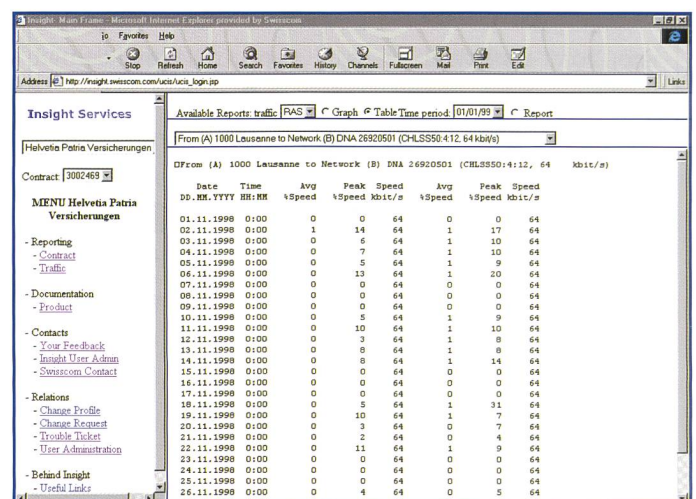 Insight- Main Frame - Microsoft Internet Explorer provided by Swisscom
Favorites Help
Stop Refresh Home Search Favorites History Channels Fullscreen Mail Print Edit
Address http://insight.swisscom.com/ucis/ucis_login.jsp Links
Insight Services
Helvetia Patria Versicherungen
Contract: 3002469
MENU Helvetia Patria
Versicherungen
- Reporting
- Contract
- Traffic
- Documentation
- Product
- Contacts
- Your Feedback
- Insight User Admin
- Swisscom Contact
- Relations
- Change Profile
- Change Request
- Trouble Ticket
- User Administration
- Behind Insight
- Useful Links
Available Reports: traffic RAS Graph Table Time period: 01/01/99 Report
From (A) 1000 Lausanne to Network (B) DNA 26920501 (CHLSS50:4:12, 64 kbit/s)
From (A) 1000 Lausanne to Network (B) DNA 26920501 (CHLSS50:4:12, 64 kbit/s)
Date Time Avg Peak Speed Avg Peak Speed
DD.MM.YYYY HH:MM %Speed %Speed kbit/s %Speed %Speed kbit/s
01.11.1998 0:00 0 0 64 0 0 64
02.11.1998 0:00 1 14 64 1 17 64
03.11.1998 0:00 0 6 64 1 10 64
04.11.1998 0:00 0 7 64 1 10 64
05.11.1998 0:00 0 5 64 1 9 64
06.11.1998 0:00 0 13 64 1 20 64
07.11.1998 0:00 0 0 64 0 0 64
08.11.1998 0:00 0 0 64 0 0 64
09.11.1998 0:00 0 0 64 0 0 64
10.11.1998 0:00 0 5 64 1 9 64
11.11.1998 0:00 0 10 64 1 10 64
12.11.1998 0:00 0 3 64 1 8 64
13.11.1998 0:00 0 8 64 1 8 64
14.11.1998 0:00 0 8 64 1 14 64
15.11.1998 0:00 0 0 64 0 0 64
16.11.1998 0:00 0 0 64 0 0 64
17.11.1998 0:00 0 0 64 0 0 64
18.11.1998 0:00 0 5 64 1 31 64
19.11.1998 0:00 0 10 64 1 7 64
20.11.1998 0:00 0 3 64 0 7 64
21.11.1998 0:00 0 2 64 0 4 64
22.11.1998 0:00 0 11 64 1 9 64
23.11.1998 0:00 0 0 64 0 0 64
24.11.1998 0:00 0 0 64 0 0 64
25.11.1998 0:00 0 0 64 0 0 64
26.11.1998 0:00 0 4 64 0 5 64